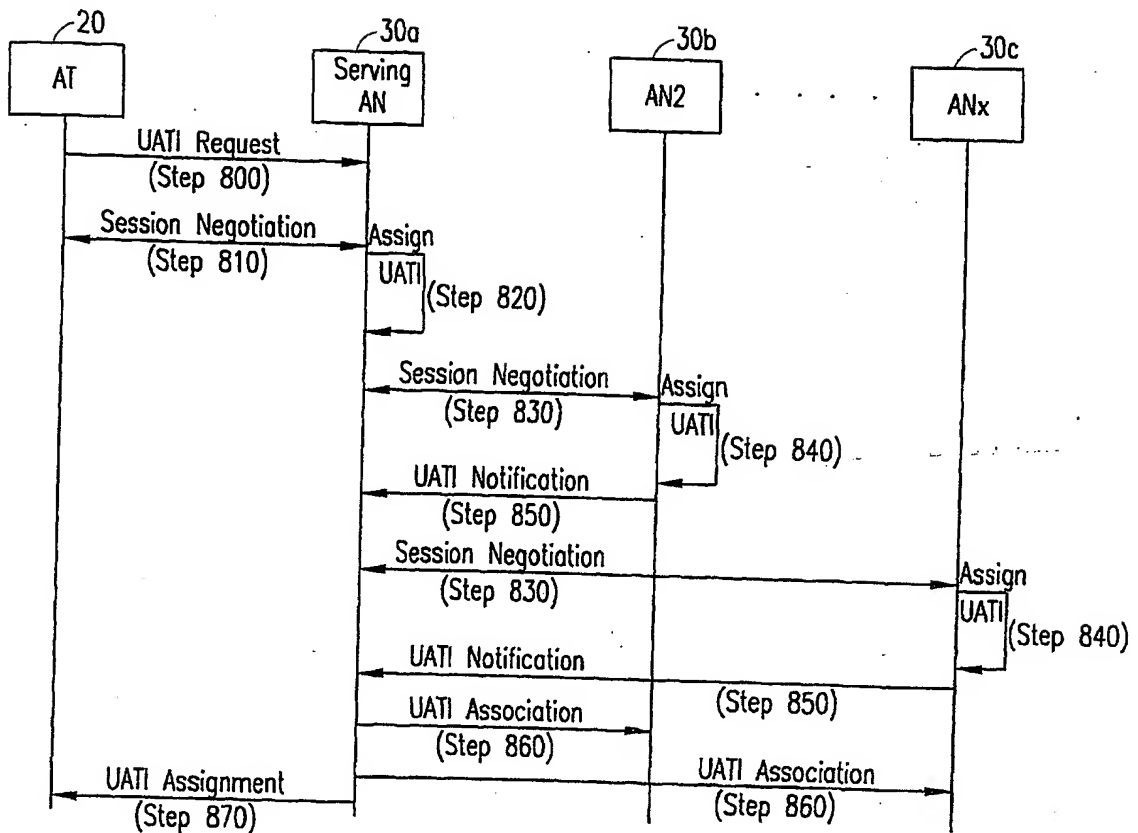 20
30a
30b
30c
AT
Serving
AN
AN2
ANx
UATI Request
(Step 800)
Session Negotiation
(Step 810)
Assign
UATI
(Step 820)
Session Negotiation
(Step 830)
Assign
UATI
(Step 840)
UATI Notification
(Step 850)
Session Negotiation
(Step 830)
Assign
UATI
(Step 840)
UATI Notification
(Step 850)
UATI Association
(Step 860)
UATI Assignment
(Step 870)
UATI Association
(Step 860)